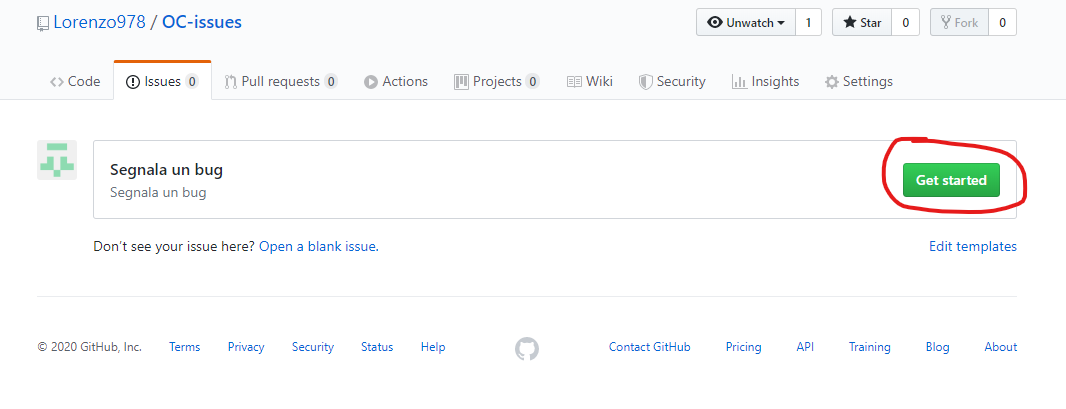 Lorenzo978 / OC-issues Unwatch 1 Star 0 Fork 0
Code Issues 0 Pull requests 0 Actions Projects 0 Wiki Security Insights Settings
Segnala un bug
Segnala un bug
Get started
Don't see your issue here? Open a blank issue. Edit templates
© 2020 GitHub, Inc. Terms Privacy Security Status Help Contact GitHub Pricing API Training Blog About